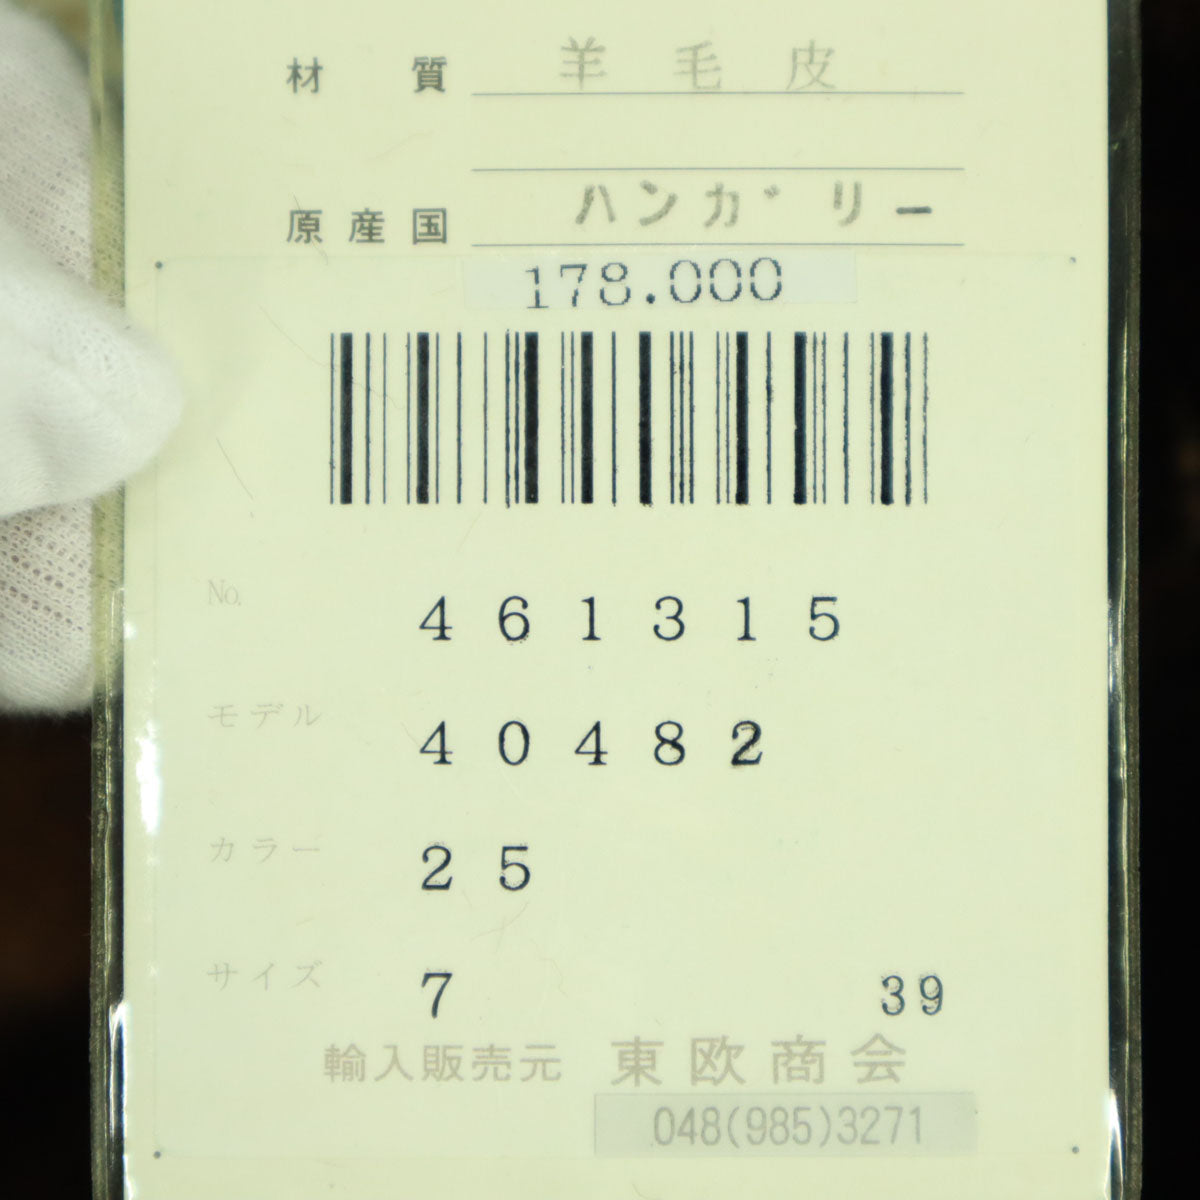 材質 羊毛皮
原産国 ハンガリー
178.000
No. 461315
モデル 40482
カラー 25
サイズ 7 39
輸入販売元 東欧商会
048(985)3271